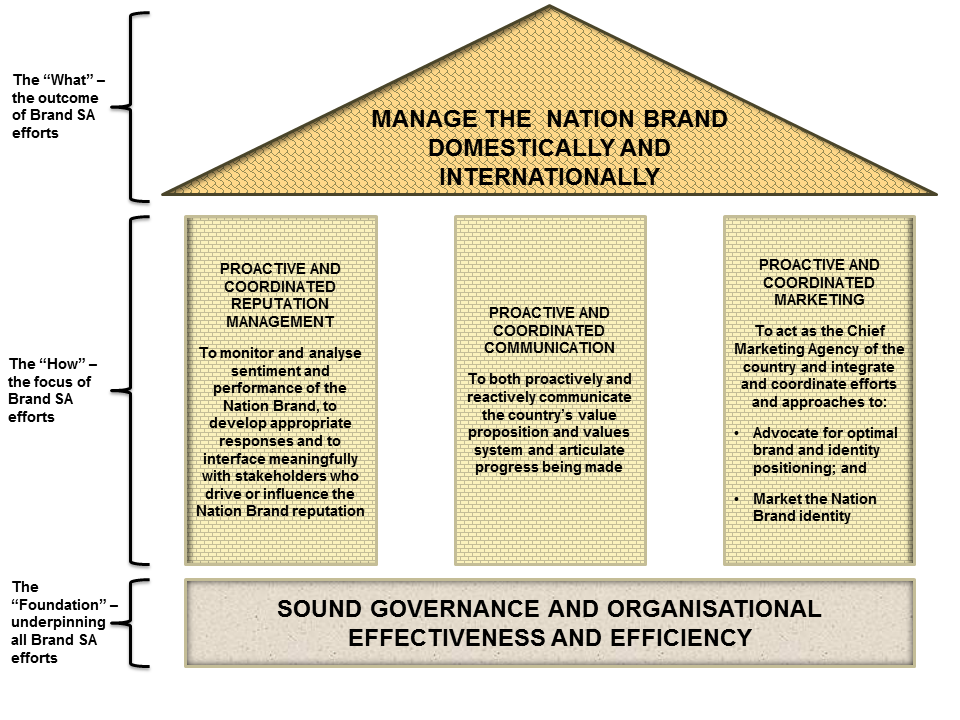 The “What” –
the outcome
of Brand SA
efforts
MANAGE THE  NATION BRAND
DOMESTICALLY AND
INTERNATIONALLY
The “How” –
the focus of
Brand SA
efforts
PROACTIVE AND
COORDINATED
REPUTATION
MANAGEMENT
To monitor and analyse
sentiment and
performance of the
Nation Brand, to
develop appropriate
responses and to
interface meaningfully
with stakeholders who
drive or influence the
Nation Brand reputation
PROACTIVE AND
COORDINATED
COMMUNICATION
To both proactively and
reactively communicate
the country’s value
proposition and values
system and articulate
progress being made
PROACTIVE AND
COORDINATED
MARKETING
To act as the Chief
Marketing Agency of the
country and integrate
and coordinate efforts
and approaches to:
• Advocate for optimal
brand and identity
positioning; and
• Market the Nation
Brand identity
The
“Foundation” –
underpinning
all Brand SA
efforts
SOUND GOVERNANCE AND ORGANISATIONAL
EFFECTIVENESS AND EFFICIENCY